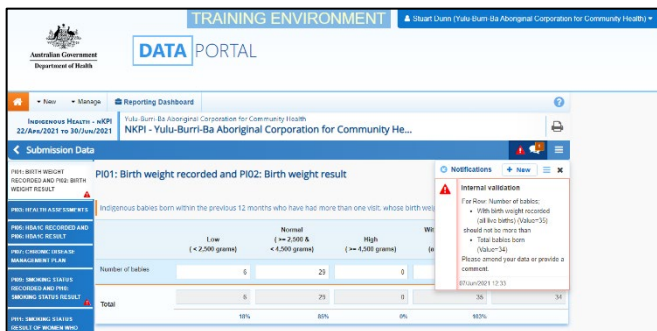 TRAINING ENVIRONMENT
Stuart Dunn (Yulu-Burri-Ba Aboriginal Corporation for Community Health)
Australian Government
Department of Health
DATA PORTAL
New
Manage
Reporting Dashboard
INDIGENOUS HEALTH - NKPI
22/APR/2021 TO 30/JUN/2021
Yulu-Burri-Ba Aboriginal Corporation for Community Health
NKPI - Yulu-Burri-Ba Aboriginal Corporation for Community He...
Submission Data
PI01: BIRTH WEIGHT
RECORDED AND PI02: BIRTH
WEIGHT RESULT
PI03: HEALTH ASSESSMENTS
PI05: HBA1C RECORDED AND
PI06: HBA1C RESULT
PI07: CHRONIC DISEASE
MANAGEMENT PLAN
PI09: SMOKING STATUS
RECORDED AND PI10:
SMOKING STATUS RESULT
PI11: SMOKING STATUS
RESULT OF WOMEN WHO
PI01: Birth weight recorded and PI02: Birth weight result
Indigenous babies born within the previous 12 months who have had more than one visit, whose birth
Low
(< 2,500 grams)
Normal
( >= 2,500 &
< 4,500 grams)
High
( >= 4,500 grams)
Number of babies
6
29
0
Total
6
29
0
35
34
18%
85%
0%
103%
Notifications
+ New
Internal validation
For Row: Number of babies:
• With birth weight recorded
(all live births) (Value=35)
should not be more than
• Total babies born
(Value=34)
Please amend your data or provide a
comment.
07/Jun/2021 12:33